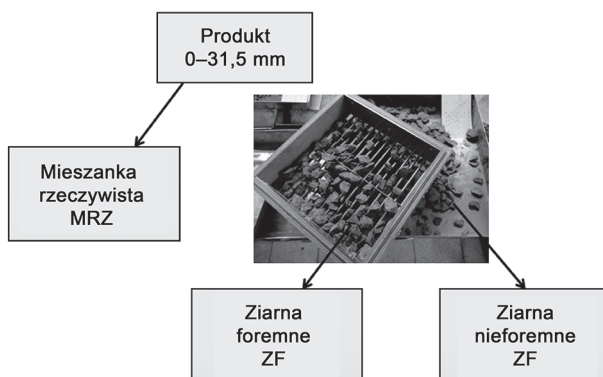 Produkt
0–31,5 mm
Mieszanka
rzeczywista
MRZ
Ziarna
foremne
ZF
Ziarna
nieforemne
ZF